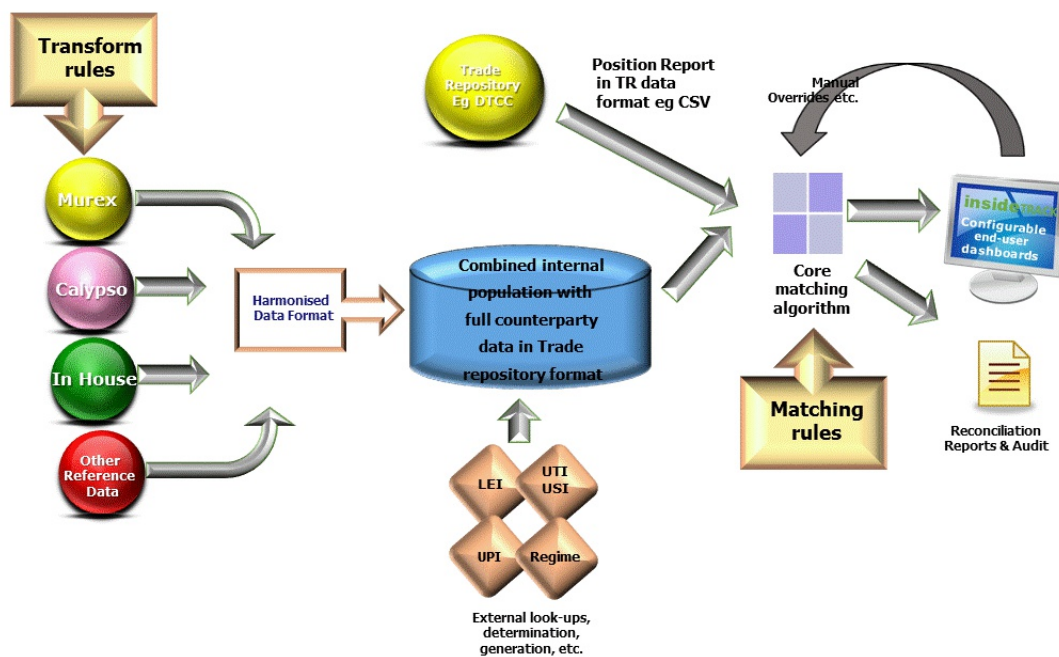 Transform
rules
Murex
Calypso
In House
Other
Reference
Data
Harmonised
Data Format
Trade
Repository
Eg DTCC
Position Report
in TR data
format eg CSV
Combined internal
population with
full counterparty
data in Trade
repository format
LEI
UTI
USI
UPI
Regime
External look-ups,
determination,
generation, etc.
Manual
Overrides etc.
Core
matching
algorithm
Matching
rules
insideTRACK
Configurable
end-user
dashboards
Reconciliation
Reports & Audit